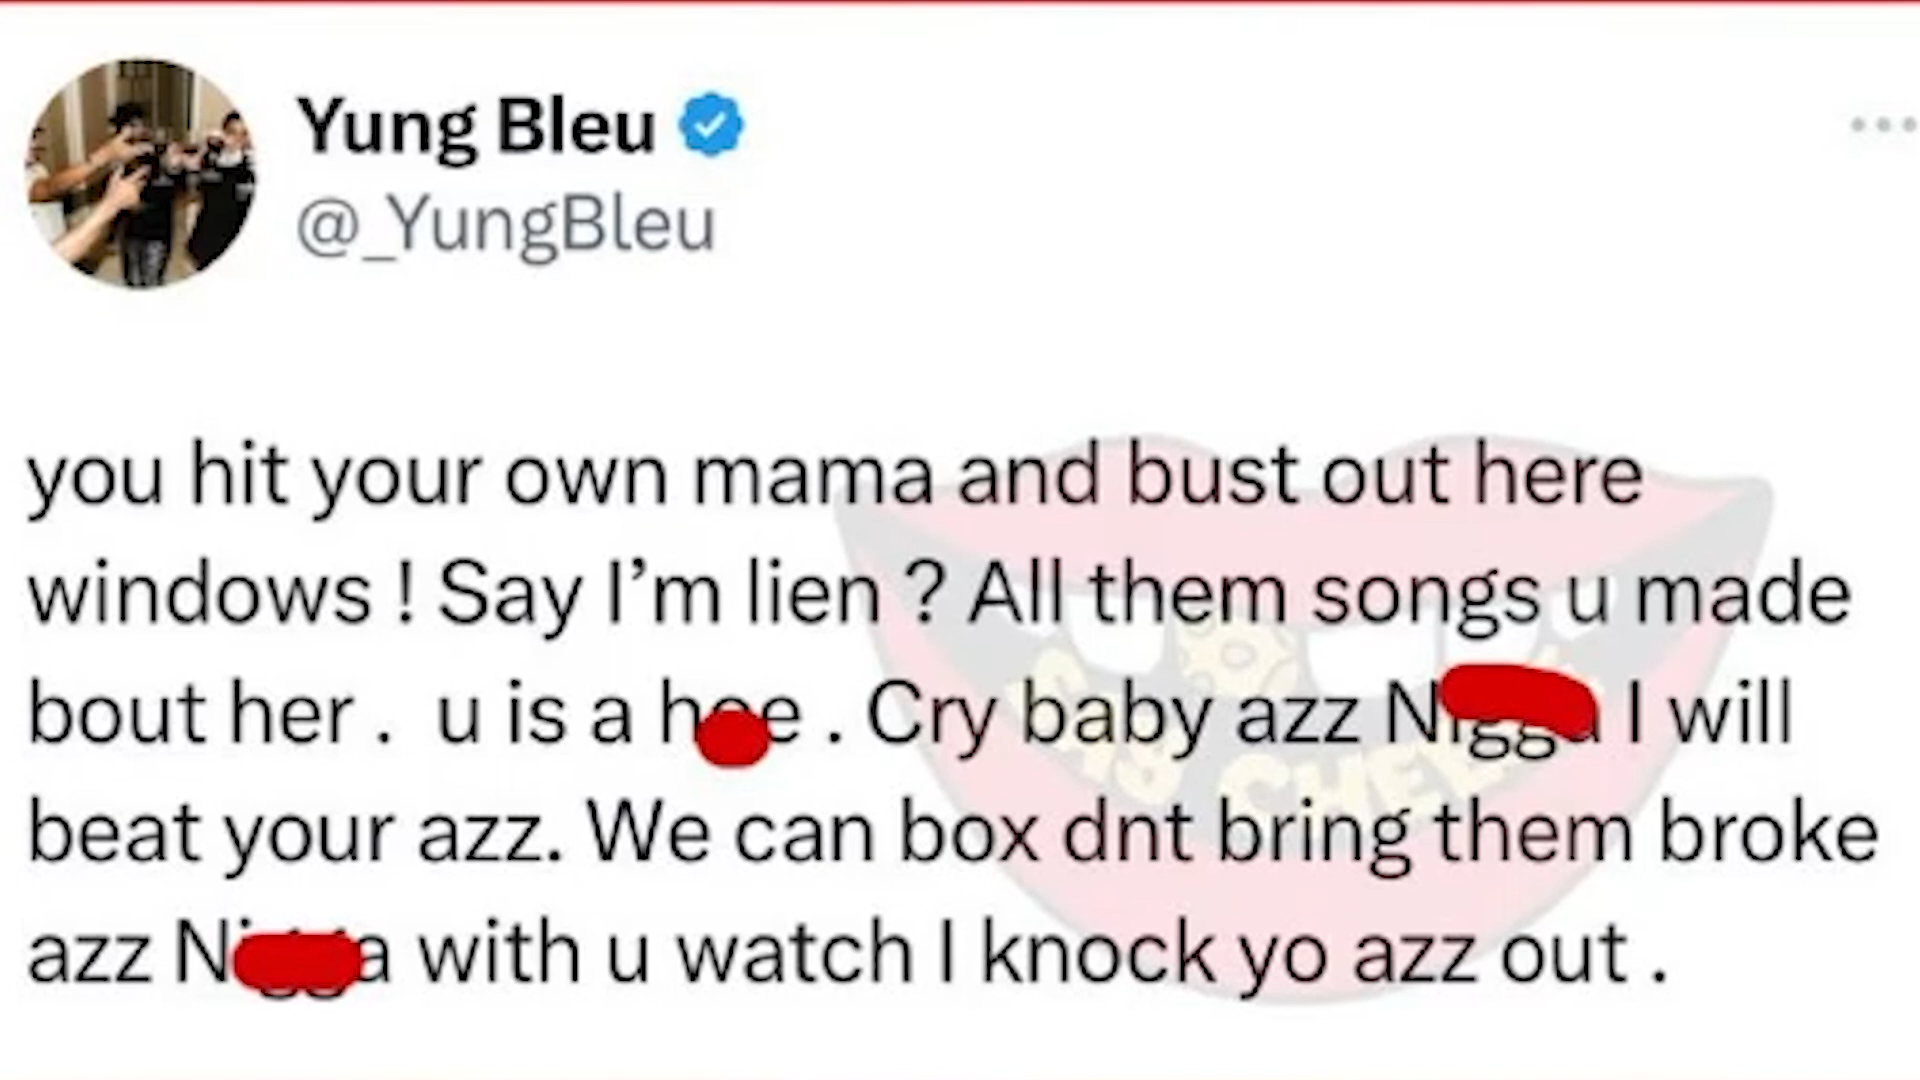 Yung Bleu
@_YungBleu
you hit your own mama and bust out here
windows ! Say I’m lien ? All them songs u made
bout her . u is a hoe . Cry baby azz Nigga I will
beat your azz. We can box dnt bring them broke
azz Nigga with u watch I knock yo azz out .